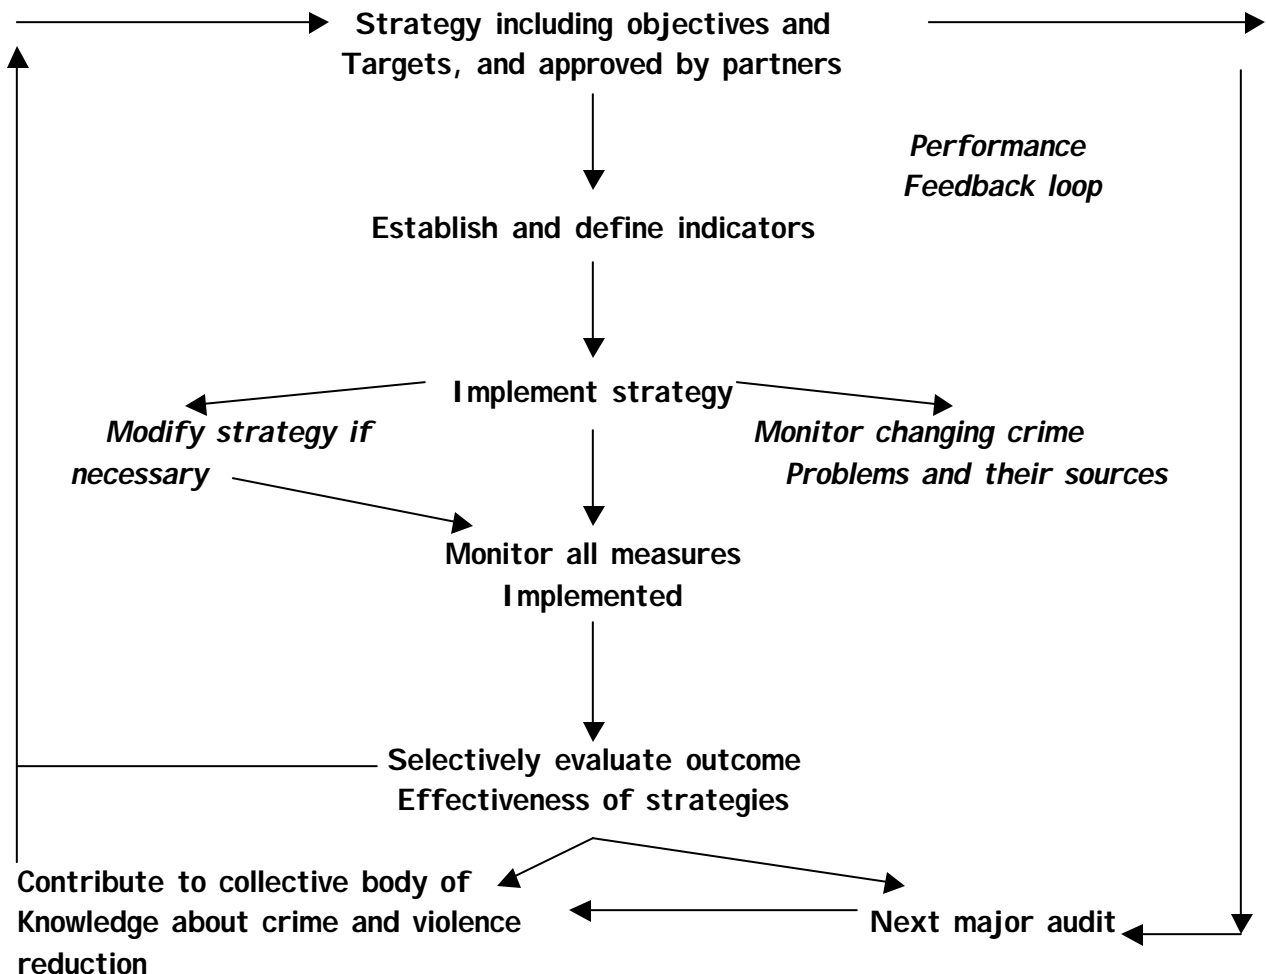 Strategy including objectives and
Targets, and approved by partners
Performance
Feedback loop
Establish and define indicators
Implement strategy
Modify strategy if
necessary
Monitor changing crime
Problems and their sources
Monitor all measures
Implemented
Selectively evaluate outcome
Effectiveness of strategies
Contribute to collective body of
Knowledge about crime and violence
reduction
Next major audit